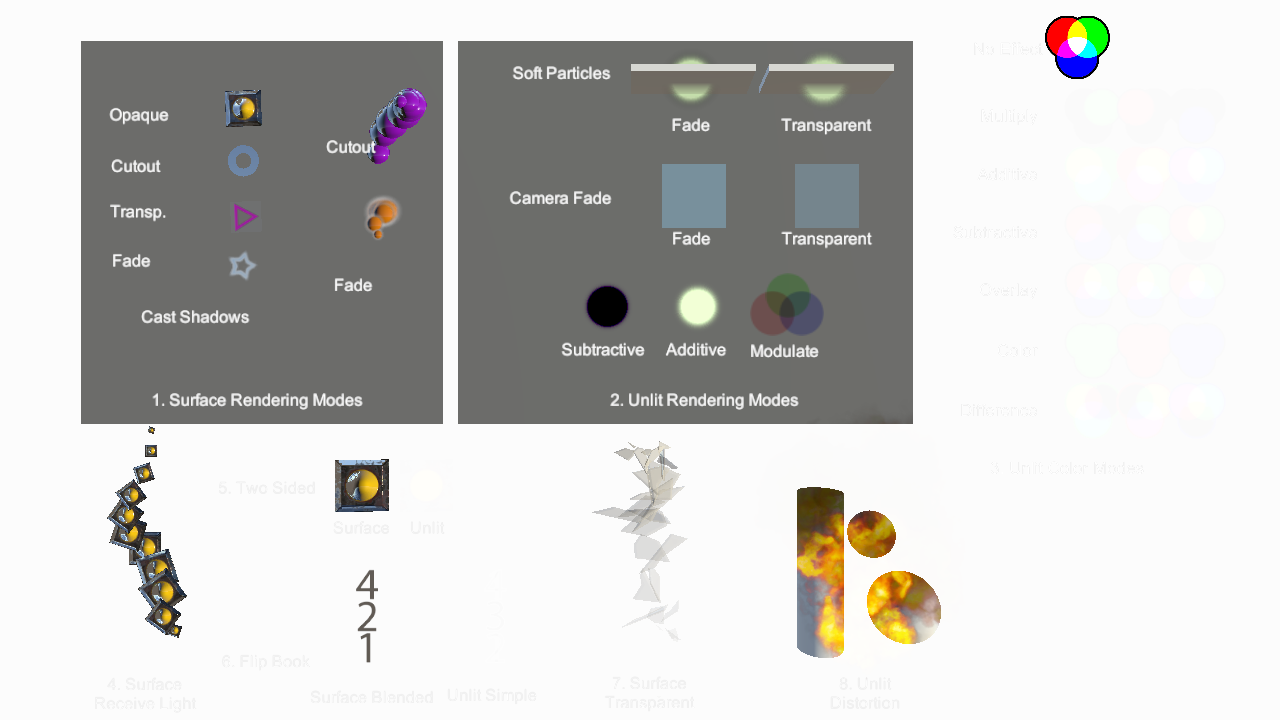 Opaque
Cutout
Transp.
Fade
Cast Shadows
Cutout
Fade
1. Surface Rendering Modes
Soft Particles
Fade
Transparent
Camera Fade
Fade
Transparent
Subtractive
Additive
Modulate
2. Unlit Rendering Modes
No Effect
Multiply
Additive
Subtractive
Overlay
Color
Difference
3. Unlit Color Modes
4. Surface
Receive Light
5. Two Sided
Surface
Unlit
4
2
1
6. Flip Book
Surface Blended
Unlit Simple
7. Surface
Transparent
8. Unlit
Distortion